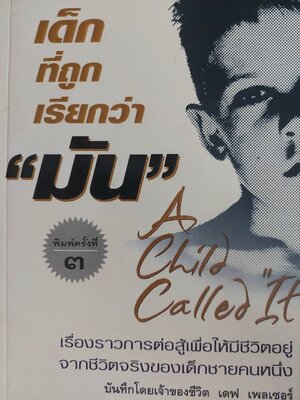 เด็ก
ที่ถูก
เรียกว่า
“มัน”
A
Child
Called "It
พิมพ์ครั้งที่
๓
เรื่องราวการต่อสู้เพื่อให้มีชีวิตอยู่
จากชีวิตจริงของเด็กชายคนหนึ่ง
บันทึกโดยเจ้าของชีวิต เดฟ เพลเซอร์